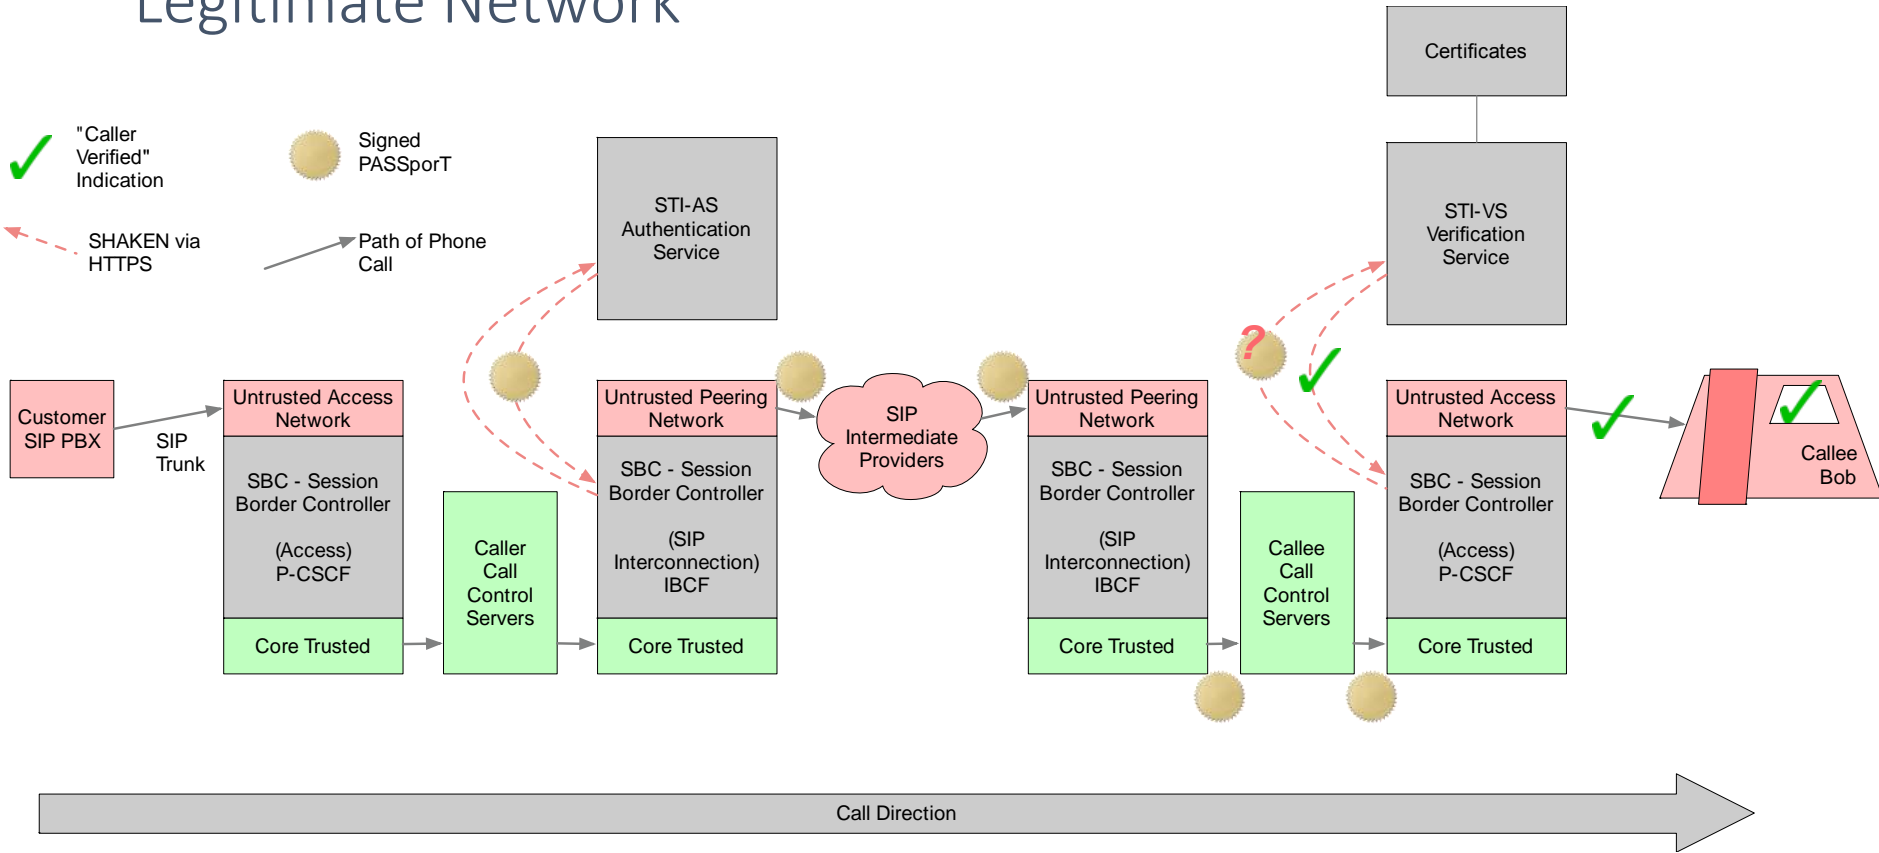 Legitimate Network
Certificates
"Caller
Verified"
Indication
Signed
PASSporT
SHAKEN via
HTTPS
Path of Phone
Call
STI-AS
Authentication
Service
STI-VS
Verification
Service
?
Customer
SIP PBX
SIP
Trunk
Untrusted Access
Network
SBC - Session
Border Controller
(Access)
P-CSCF
Core Trusted
Caller
Call
Control
Servers
Untrusted Peering
Network
SBC - Session
Border Controller
(SIP
Interconnection)
IBCF
Core Trusted
SIP
Intermediate
Providers
Untrusted Peering
Network
SBC - Session
Border Controller
(SIP
Interconnection)
IBCF
Core Trusted
Callee
Call
Control
Servers
Untrusted Access
Network
SBC - Session
Border Controller
(Access)
P-CSCF
Core Trusted
Callee
Bob
Call Direction